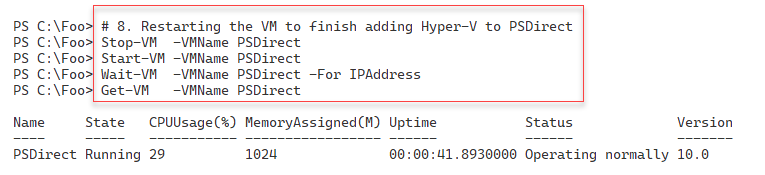 PS C:\Foo> # 8. Restarting the VM to finish adding Hyper-V to PSDirect
PS C:\Foo> Stop-VM  -VMName PSDirect
PS C:\Foo> Start-VM -VMName PSDirect
PS C:\Foo> Wait-VM  -VMName PSDirect -For IPAddress
PS C:\Foo> Get-VM   -VMName PSDirect
Name     State   CPUUsage(%) MemoryAssigned(M) Uptime           Status             Version
----     -----   ----------- ----------------- ------           ------             -------
PSDirect Running 29          1024              00:00:41.8930000 Operating normally 10.0